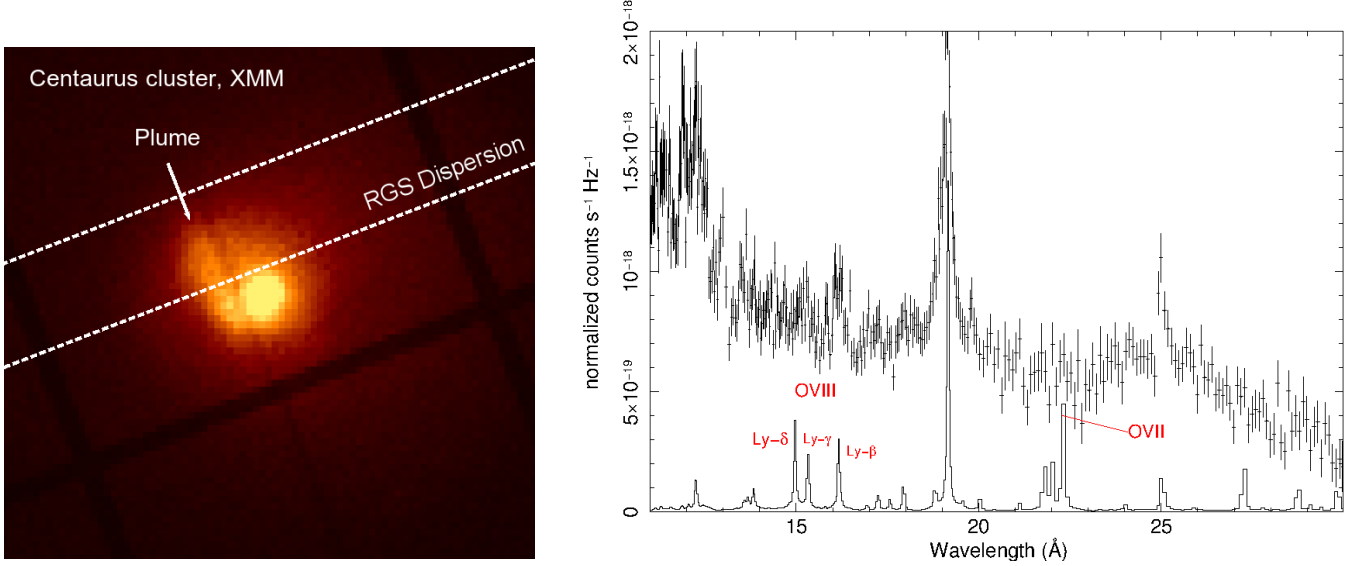 Centaurus cluster, XMM
Plume
RGS Dispersion
normalized counts s⁻¹ Hz⁻¹
2×10⁻¹⁸
1.5×10⁻¹⁸
10⁻¹⁸
5×10⁻¹⁹
0
OVIII
Ly−δ
Ly−γ
Ly−β
OVII
15
20
25
Wavelength (Å)